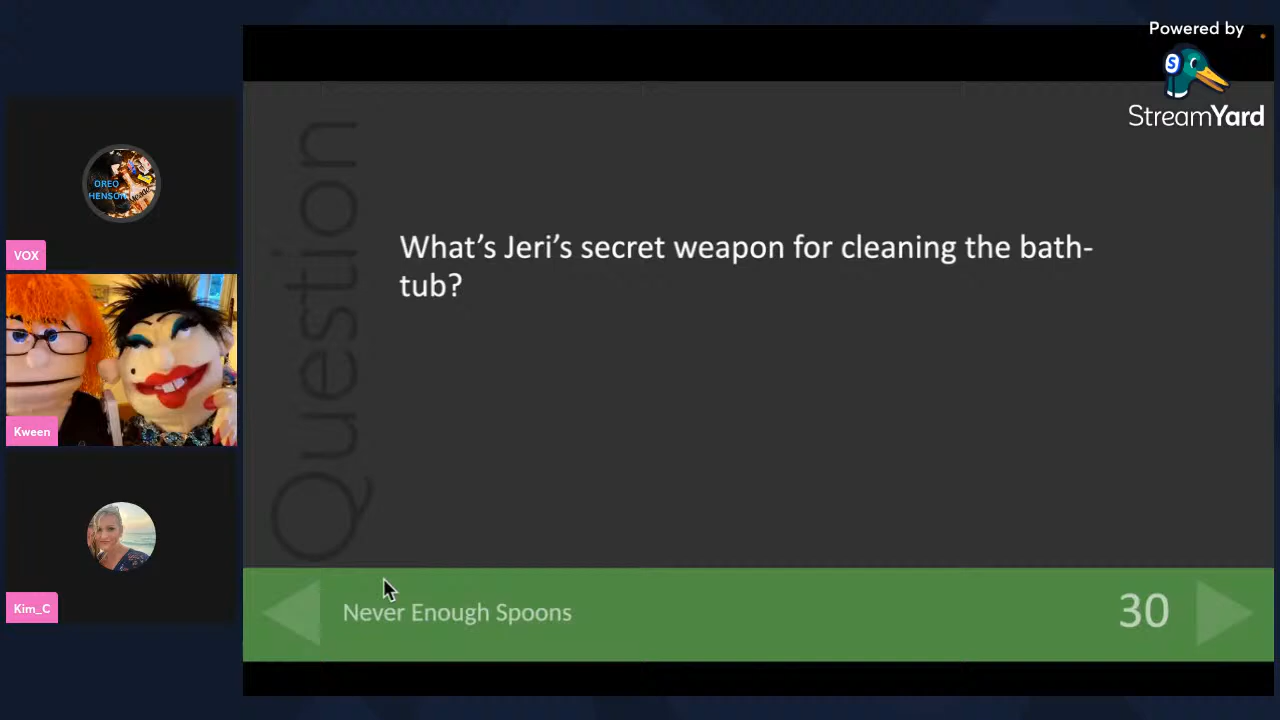 Powered by
S
StreamYard
OREO
HENSON
VOX
Kween
Kim_C
Question
What’s Jeri’s secret weapon for cleaning the bath-
tub?
Never Enough Spoons
30